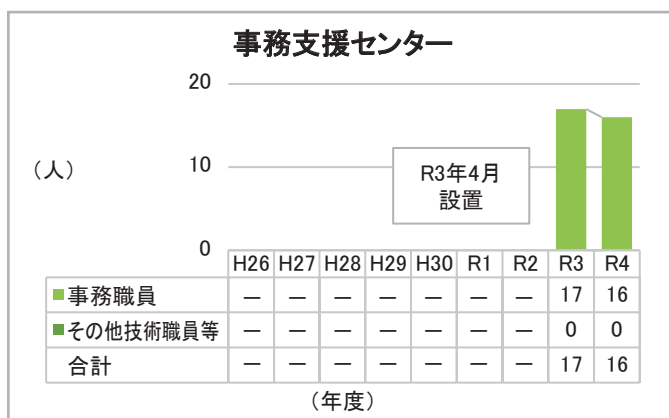 事務支援センター
20
(人)
10
R3年4月
設置
0
H26 H27 H28 H29 H30 R1 R2 R3 R4
事務職員 － － － － － － － 17 16
その他技術職員等 － － － － － － － 0 0
合計 － － － － － － － 17 16
（年度）